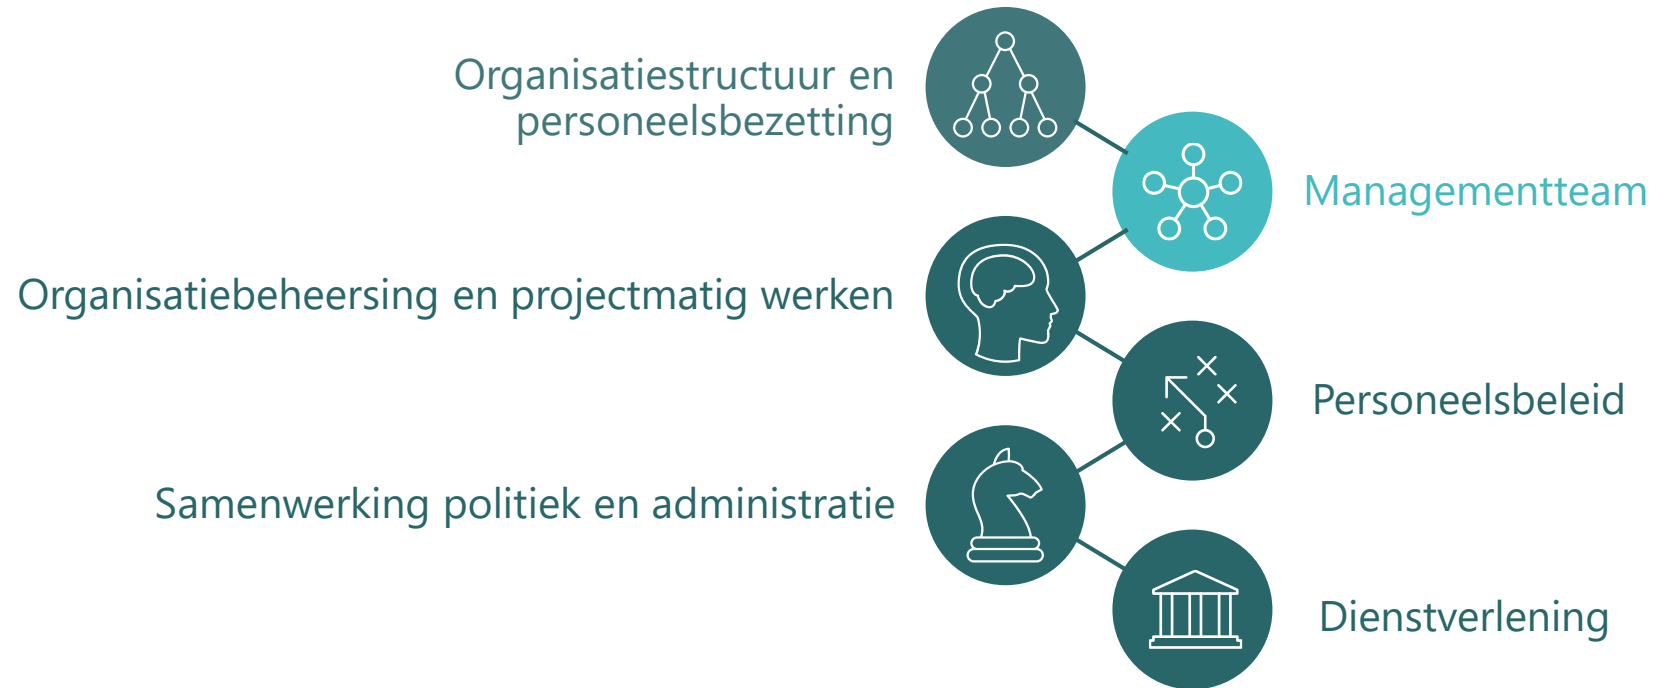 Organisatiestructuur en
personeelsbezetting
Managementteam
Organisatiebeheersing en projectmatig werken
Personeelsbeleid
Samenwerking politiek en administratie
Dienstverlening